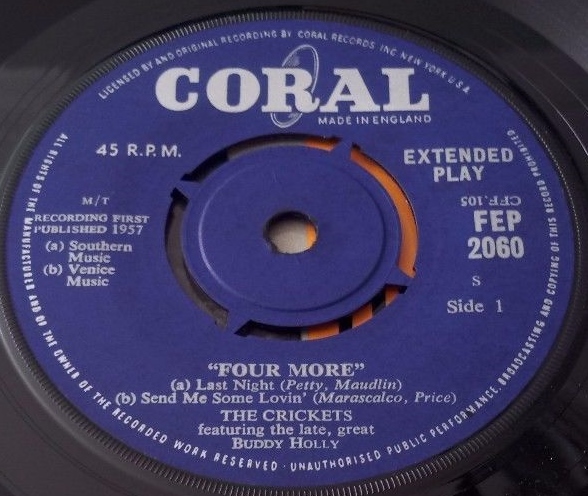 LICENSED BY AND ORIGINAL RECORDING BY CORAL RECORDS INC NEW YORK U.S.A.
CORAL
MADE IN ENGLAND
45 R.P.M.
EXTENDED
PLAY
CFF.105
M/T
RECORDING FIRST
PUBLISHED 1957
(a) Southern
Music
(b) Venice
Music
FEP
2060
S
Side 1
"FOUR MORE"
(a) Last Night (Petty, Maudlin)
(b) Send Me Some Lovin' (Marascalco, Price)
THE CRICKETS
featuring the late, great
BUDDY HOLLY
ALL RIGHTS OF THE MANUFACTURER AND OF THE OWNER OF THE RECORDED WORK RESERVED · UNAUTHORISED PUBLIC PERFORMANCE, BROADCASTING AND COPYING OF THIS RECORD PROHIBITED